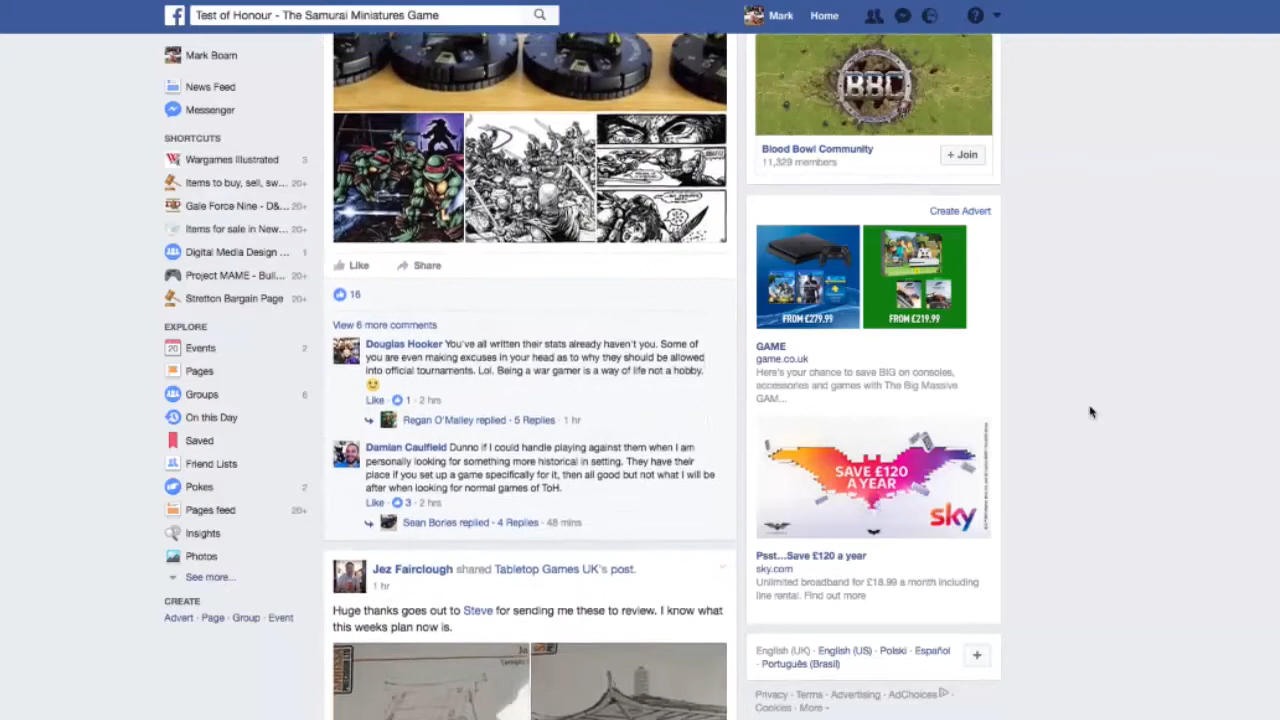 Test of Honour - The Samurai Miniatures Game
Mark
Home
Mark Boam
News Feed
Messenger
SHORTCUTS
Wargames Illustrated 3
Items to buy, sell, sw... 20+
Gale Force Nine - D&... 20+
Items for sale in New... 20+
Digital Media Design ... 1
Project MAME - Buil... 20+
Stretton Bargain Page 20+
EXPLORE
20 Events 2
Pages
Groups 6
On this Day
Saved
Friend Lists
Pokes 2
Pages feed 20+
Insights
Photos
See more...
CREATE
Advert · Page · Group · Event
Like Share
16
View 6 more comments
Douglas Hooker You've all written their stats already haven't you. Some of
you are even making excuses in your head as to why they should be allowed
into official tournaments. Lol. Being a war gamer is a way of life not a hobby.
Like · 1 · 2 hrs
Regan O'Malley replied · 5 Replies · 1 hr
Damian Caulfield Dunno if I could handle playing against them when I am
personally looking for something more historical in setting. They have their
place if you set up a game specifically for it, then all good but not what I will be
after when looking for normal games of ToH.
Like · 3 · 2 hrs
Sean Bories replied · 4 Replies · 48 mins
Jez Fairclough shared Tabletop Games UK's post.
1 hr
Huge thanks goes out to Steve for sending me these to review. I know what
this weeks plan now is.
BBC
Blood Bowl Community
11,329 members
+ Join
Create Advert
FROM £279.99
FROM £219.99
GAME
game.co.uk
Here's your chance to save BIG on consoles,
accessories and games with The Big Massive
GAM...
SAVE £120
A YEAR
sky
Psst...Save £120 a year
sky.com
Unlimited broadband for £18.99 a month including
line rental. Find out more
English (UK) · English (US) · Polski · Español
· Português (Brasil)
+
Privacy · Terms · Advertising · AdChoices ·
Cookies · More